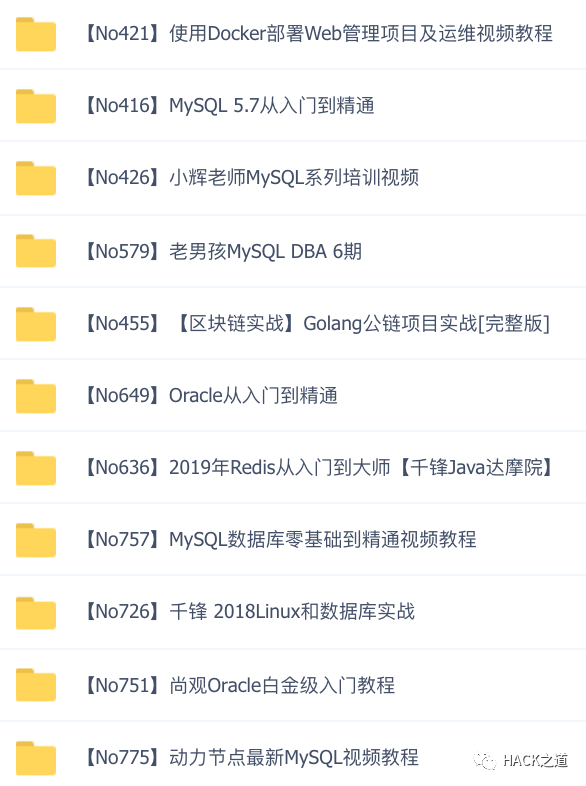 【No421】使用Docker部署Web管理项目及运维视频教程
【No416】MySQL 5.7从入门到精通
【No426】小辉老师MySQL系列培训视频
【No579】老男孩MySQL DBA 6期
【No455】【区块链实战】Golang公链项目实战[完整版]
【No649】Oracle从入门到精通
【No636】2019年Redis从入门到大师【千锋Java达摩院】
【No757】MySQL数据库零基础到精通视频教程
【No726】千锋 2018Linux和数据库实战
【No751】尚观Oracle白金级入门教程
【No775】动力节点最新MySQL视频教程
HACK之道